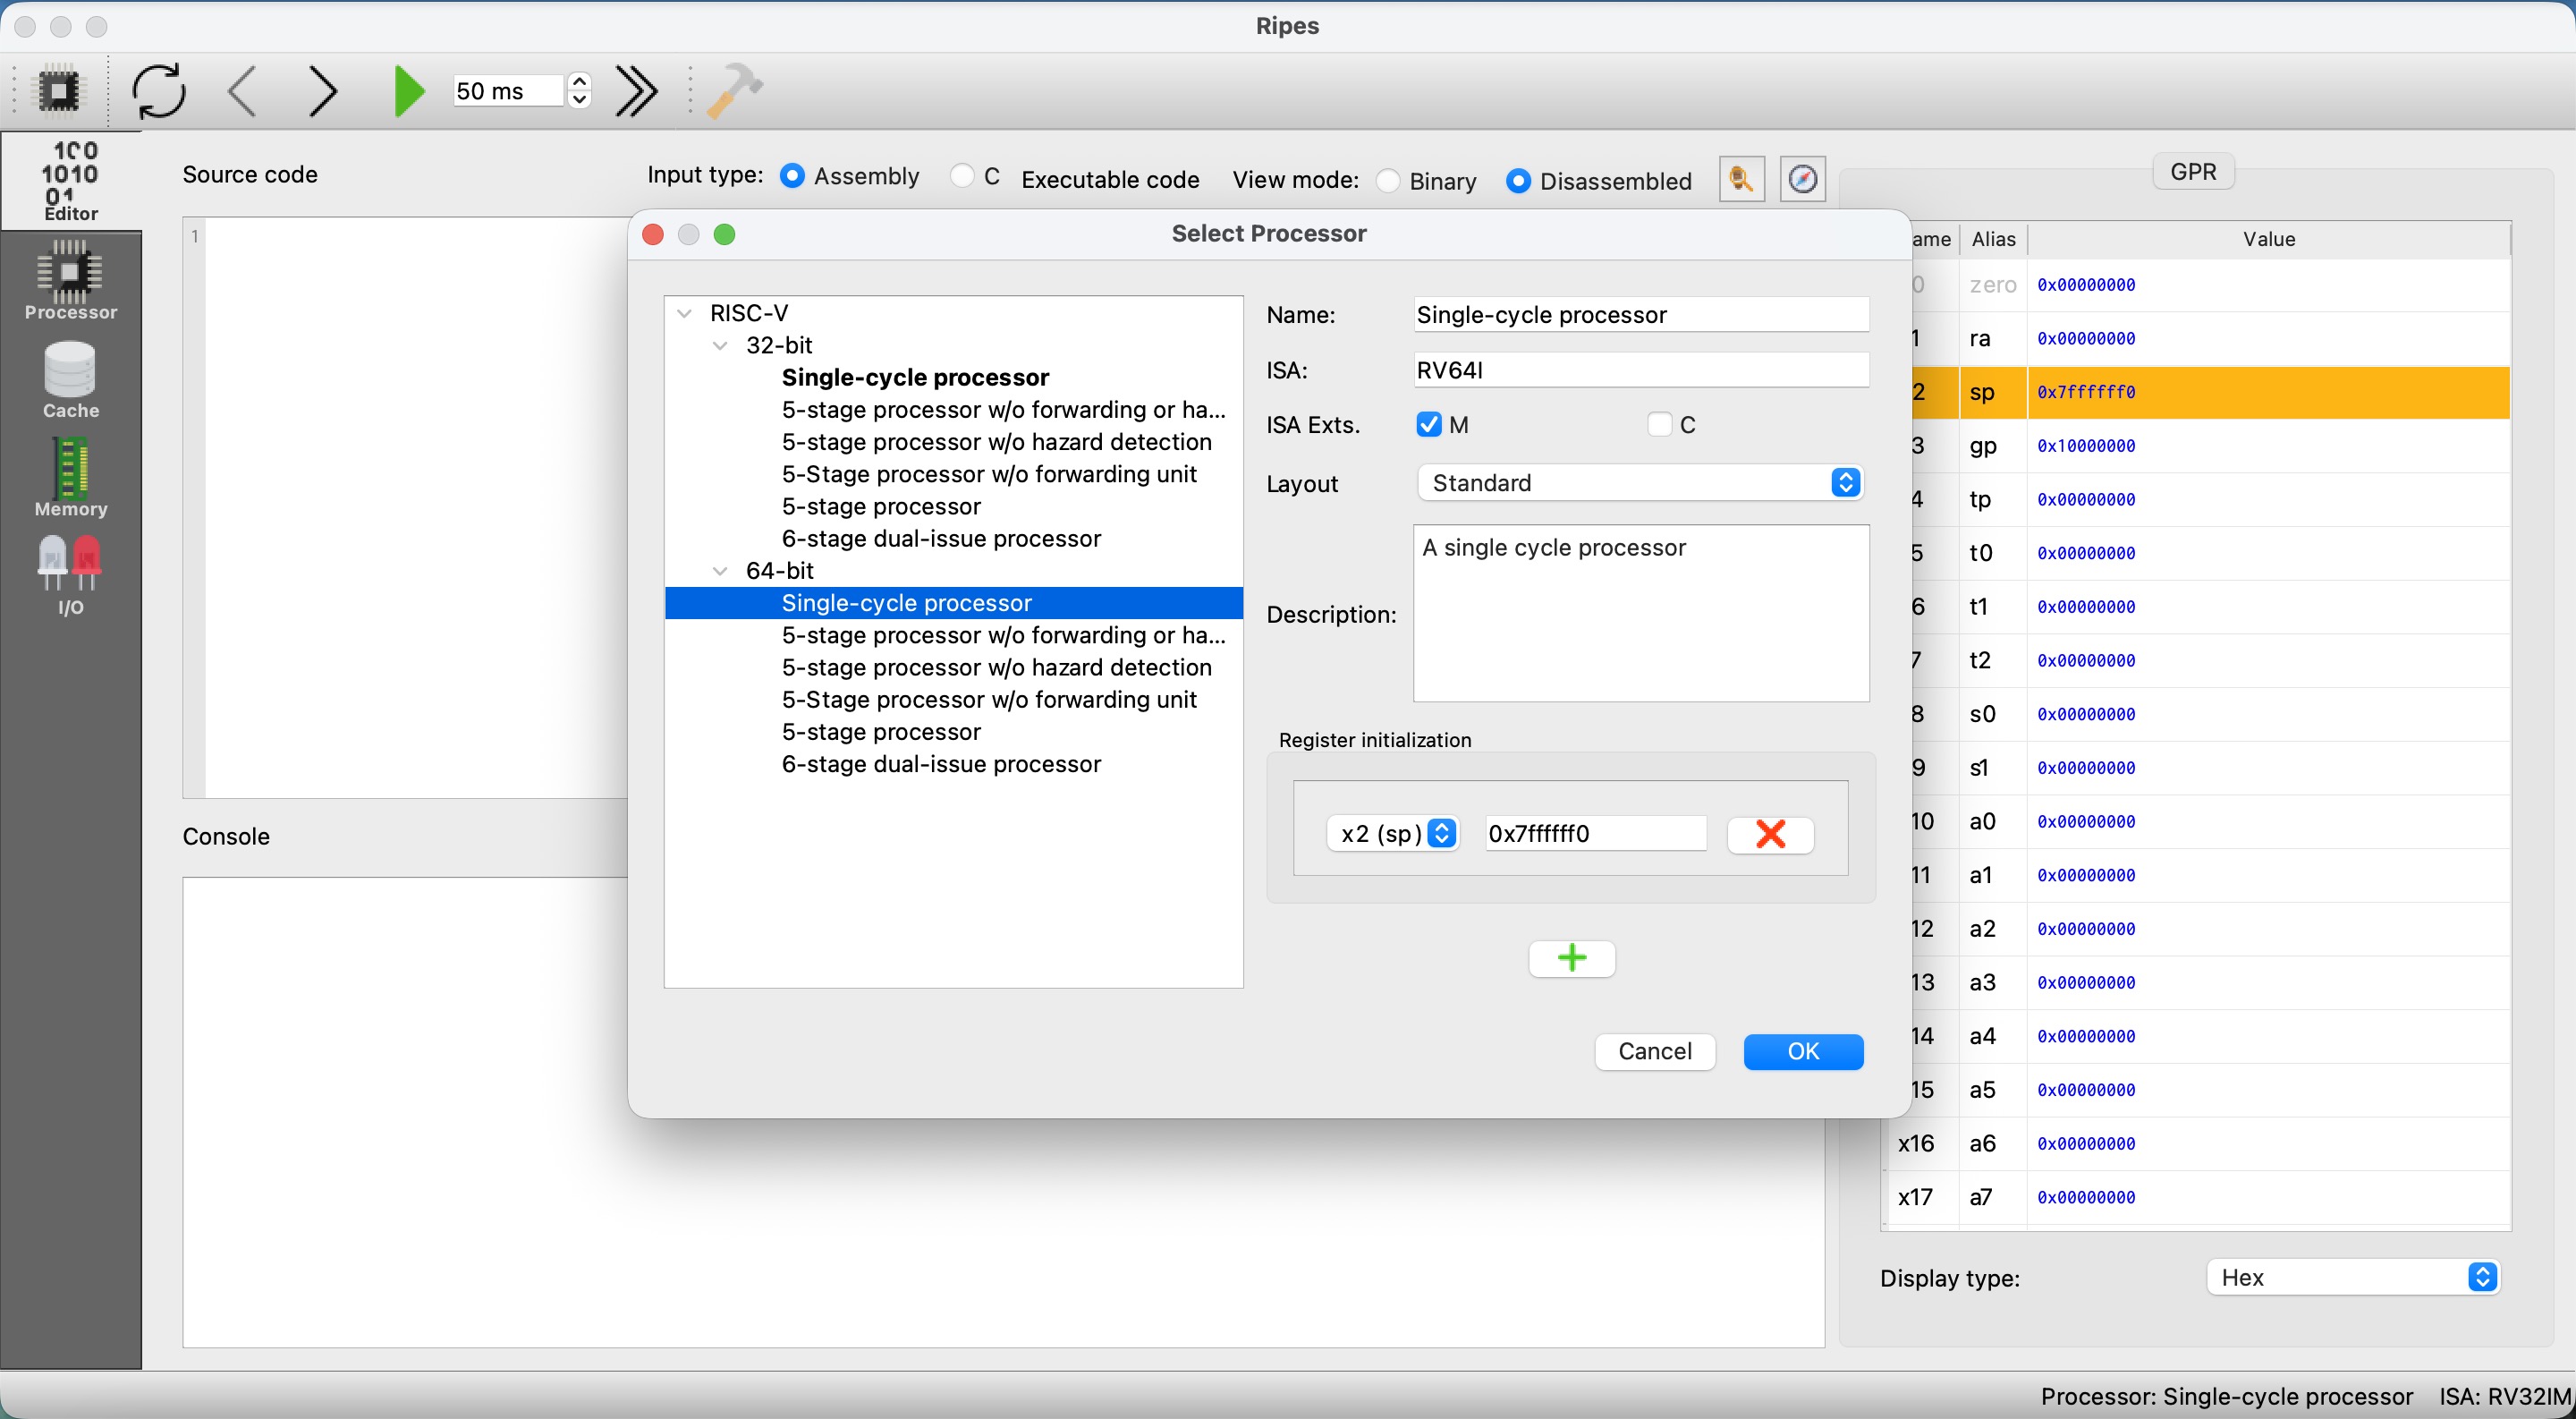 Ripes
50 ms
Editor
Processor
Cache
Memory
I/O
Source code
Input type: Assembly C
Executable code
View mode: Binary Disassembled
GPR
1
Select Processor
RISC-V
32-bit
Single-cycle processor
5-stage processor w/o forwarding or ha...
5-stage processor w/o hazard detection
5-Stage processor w/o forwarding unit
5-stage processor
6-stage dual-issue processor
64-bit
Single-cycle processor
5-stage processor w/o forwarding or ha...
5-stage processor w/o hazard detection
5-Stage processor w/o forwarding unit
5-stage processor
6-stage dual-issue processor
Name: Single-cycle processor
ISA: RV64I
ISA Exts. M C
Layout Standard
Description: A single cycle processor
Register initialization
x2 (sp) 0x7ffffff0
Cancel OK
ame Alias Value
0 zero 0x00000000
1 ra 0x00000000
2 sp 0x7ffffff0
3 gp 0x10000000
4 tp 0x00000000
5 t0 0x00000000
6 t1 0x00000000
7 t2 0x00000000
8 s0 0x00000000
9 s1 0x00000000
10 a0 0x00000000
11 a1 0x00000000
12 a2 0x00000000
13 a3 0x00000000
14 a4 0x00000000
15 a5 0x00000000
x16 a6 0x00000000
x17 a7 0x00000000
Display type: Hex
Console
Processor: Single-cycle processor ISA: RV32IM